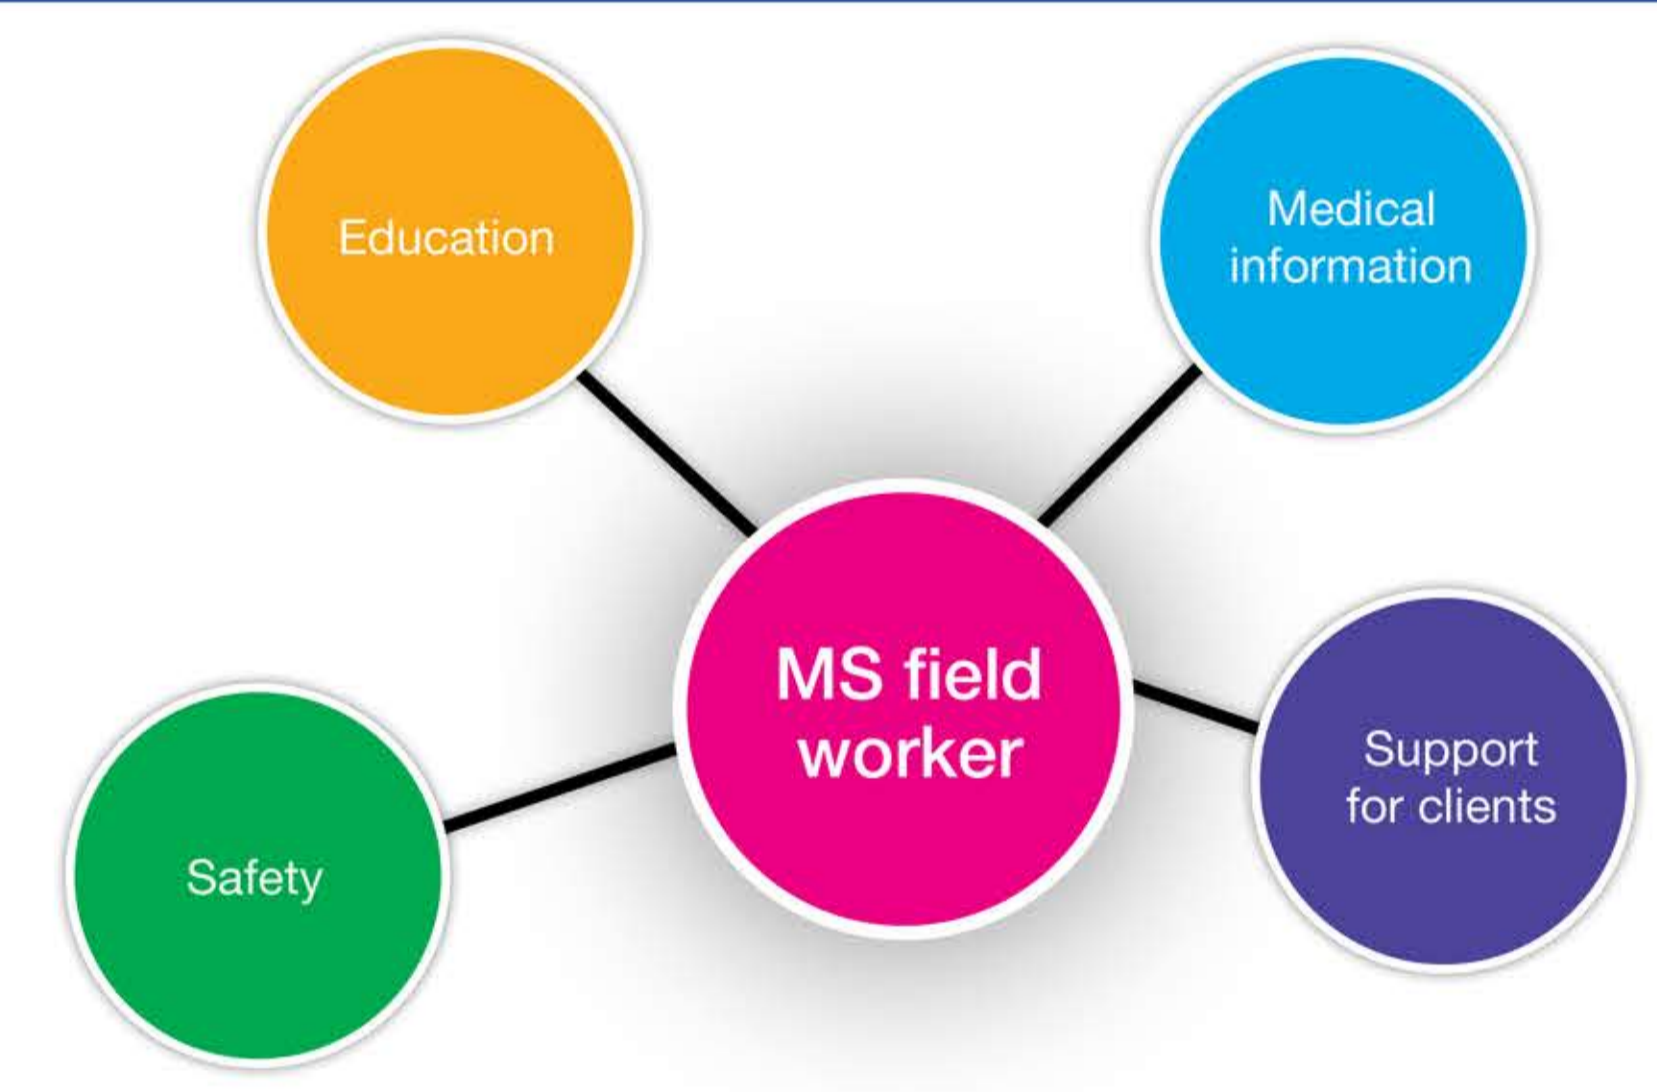 Education
Medical
information
MS field
worker
Support
for clients
Safety